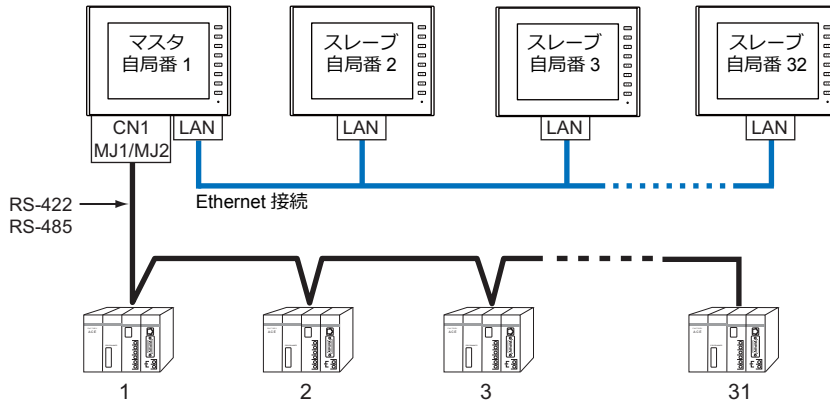 マスタ
自局番 1
スレーブ
自局番 2
スレーブ
自局番 3
スレーブ
自局番 32
CN1
MJ1/MJ2
LAN
LAN
LAN
LAN
Ethernet 接続
RS-422
RS-485
1
2
3
31